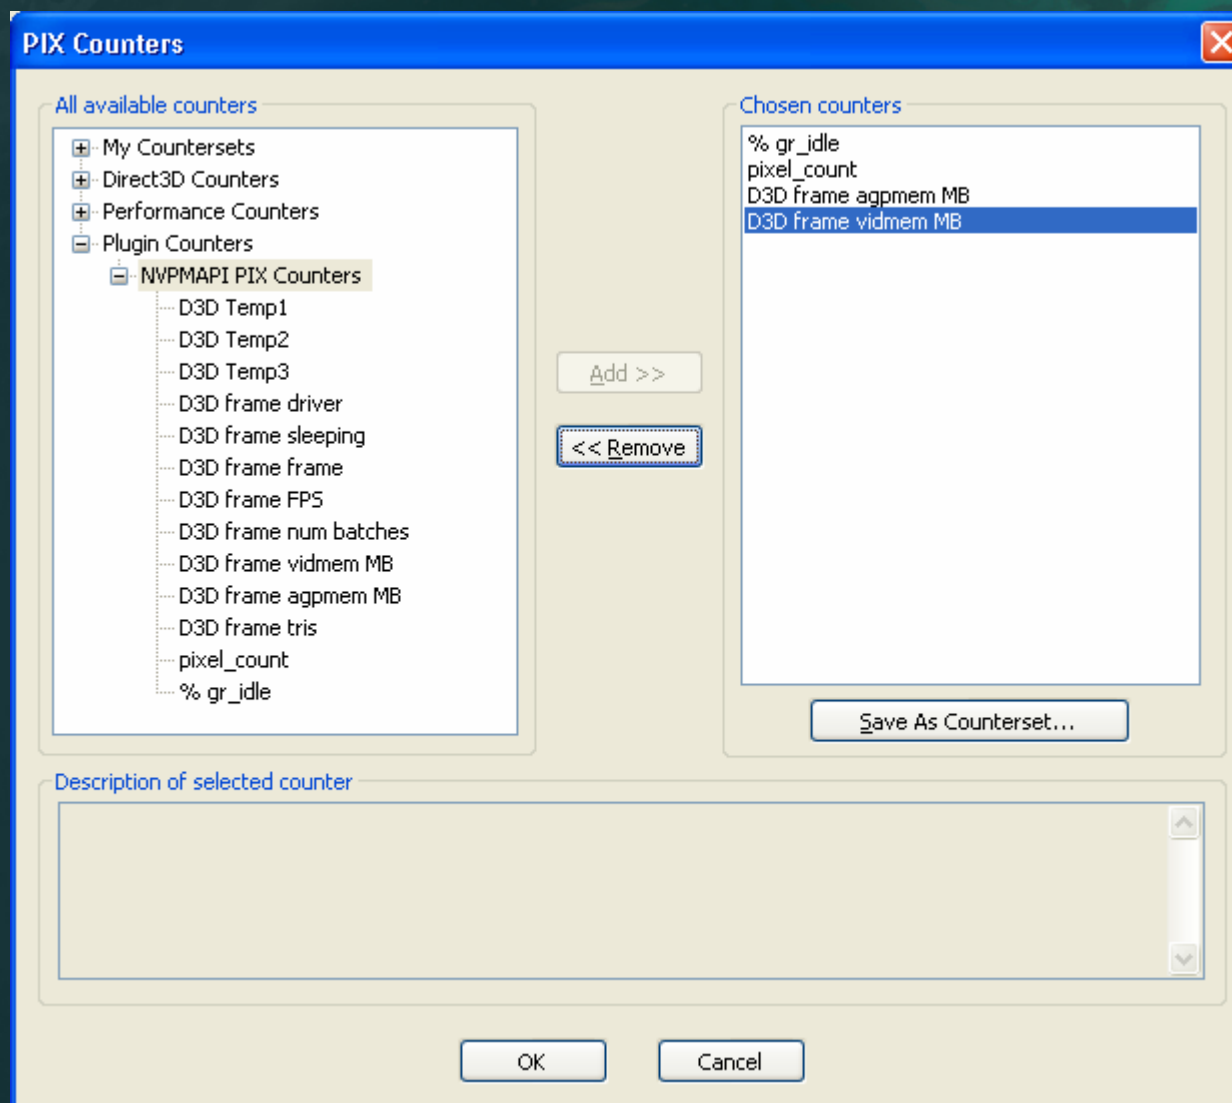 PIX Counters
All available counters
My Countersets
Direct3D Counters
Performance Counters
Plugin Counters
NVPMAPI PIX Counters
D3D Temp1
D3D Temp2
D3D Temp3
D3D frame driver
D3D frame sleeping
D3D frame frame
D3D frame FPS
D3D frame num batches
D3D frame vidmem MB
D3D frame agpmem MB
D3D frame tris
pixel_count
% gr_idle
Add >>
<< Remove
Chosen counters
% gr_idle
pixel_count
D3D frame agpmem MB
D3D frame vidmem MB
Save As Counterset...
Description of selected counter
OK
Cancel